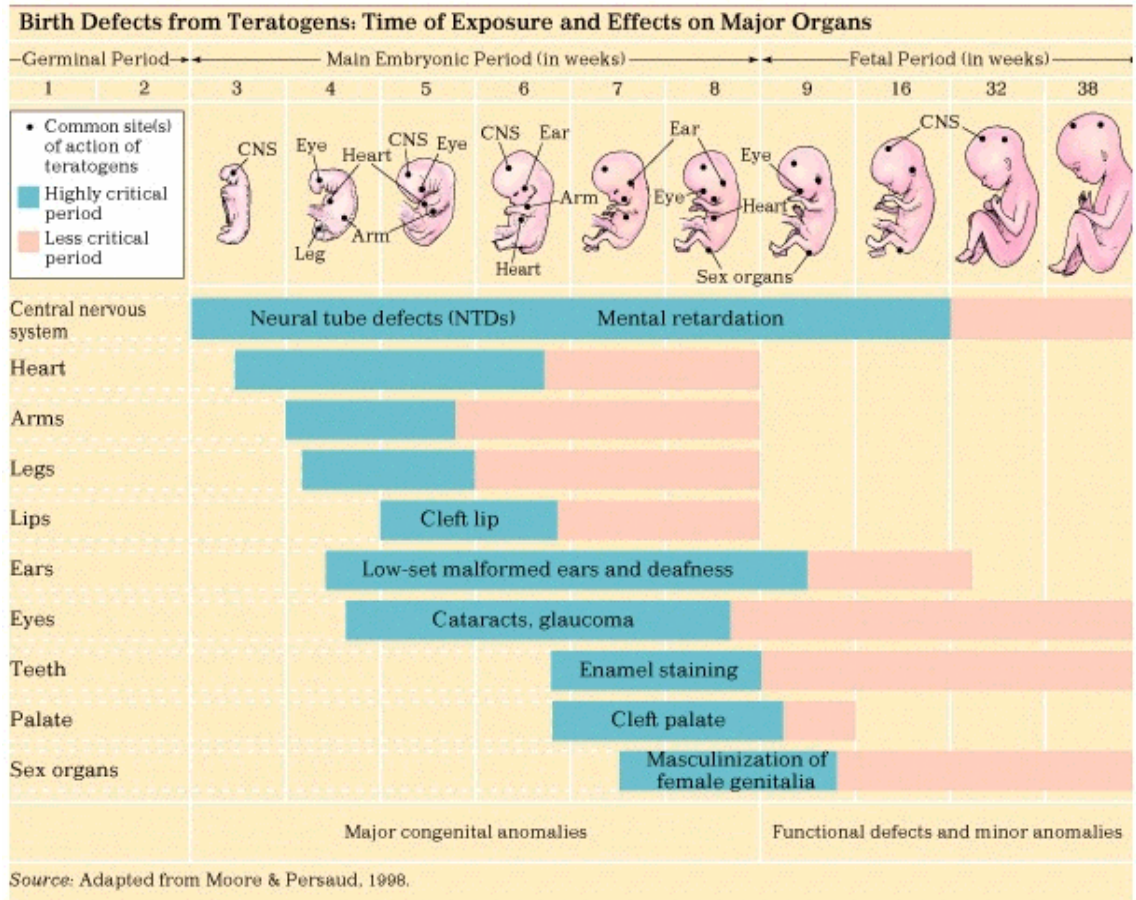 Birth Defects from Teratogens: Time of Exposure and Effects on Major Organs
Germinal Period Main Embryonic Period (in weeks) Fetal Period (in weeks)
1 2 3 4 5 6 7 8 9 16 32 38
• Common site(s)
of action of
teratogens
Highly critical
period
Less critical
period
CNS
Eye
Heart
Leg
Arm
CNS
Eye
CNS
Ear
Arm
Heart
Ear
Eye
Heart
Eye
Sex organs
CNS
Central nervous
system
Neural tube defects (NTDs) Mental retardation
Heart
Arms
Legs
Lips Cleft lip
Ears Low-set malformed ears and deafness
Eyes Cataracts, glaucoma
Teeth Enamel staining
Palate Cleft palate
Sex organs
Masculinization of
female genitalia
Major congenital anomalies Functional defects and minor anomalies
Source: Adapted from Moore & Persaud, 1998.